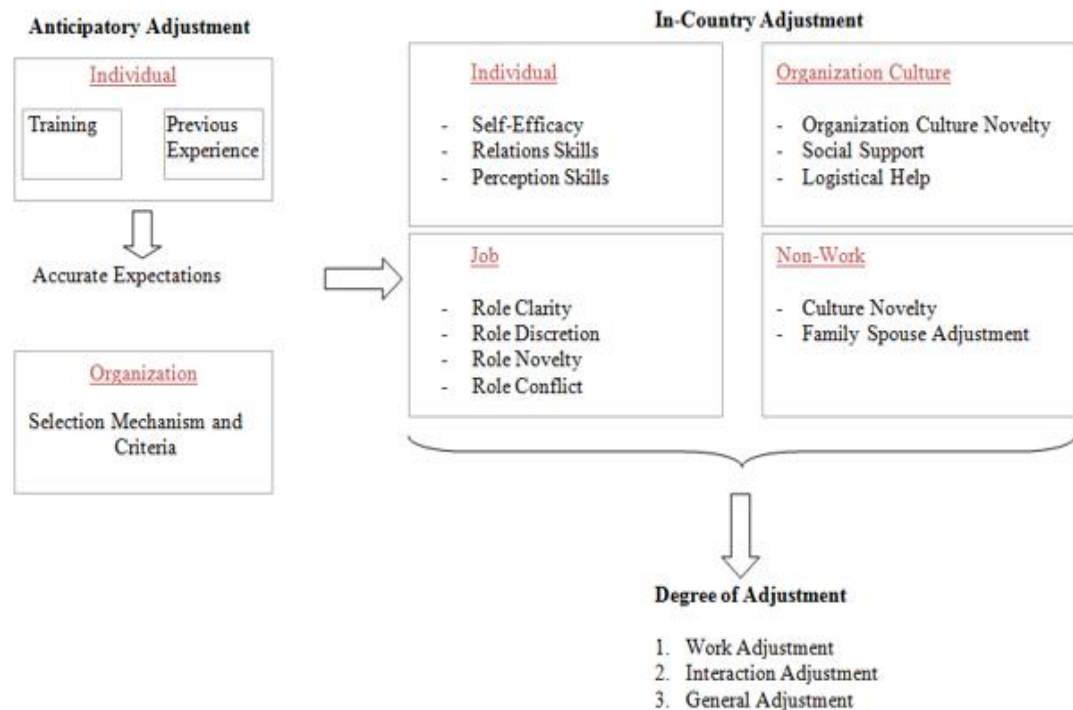 Anticipatory Adjustment
Individual
Training
Previous
Experience
Accurate Expectations
Organization
Selection Mechanism and
Criteria
In-Country Adjustment
Individual
- Self-Efficacy
- Relations Skills
- Perception Skills
Organization Culture
- Organization Culture Novelty
- Social Support
- Logistical Help
Job
- Role Clarity
- Role Discretion
- Role Novelty
- Role Conflict
Non-Work
- Culture Novelty
- Family Spouse Adjustment
Degree of Adjustment
1. Work Adjustment
2. Interaction Adjustment
3. General Adjustment